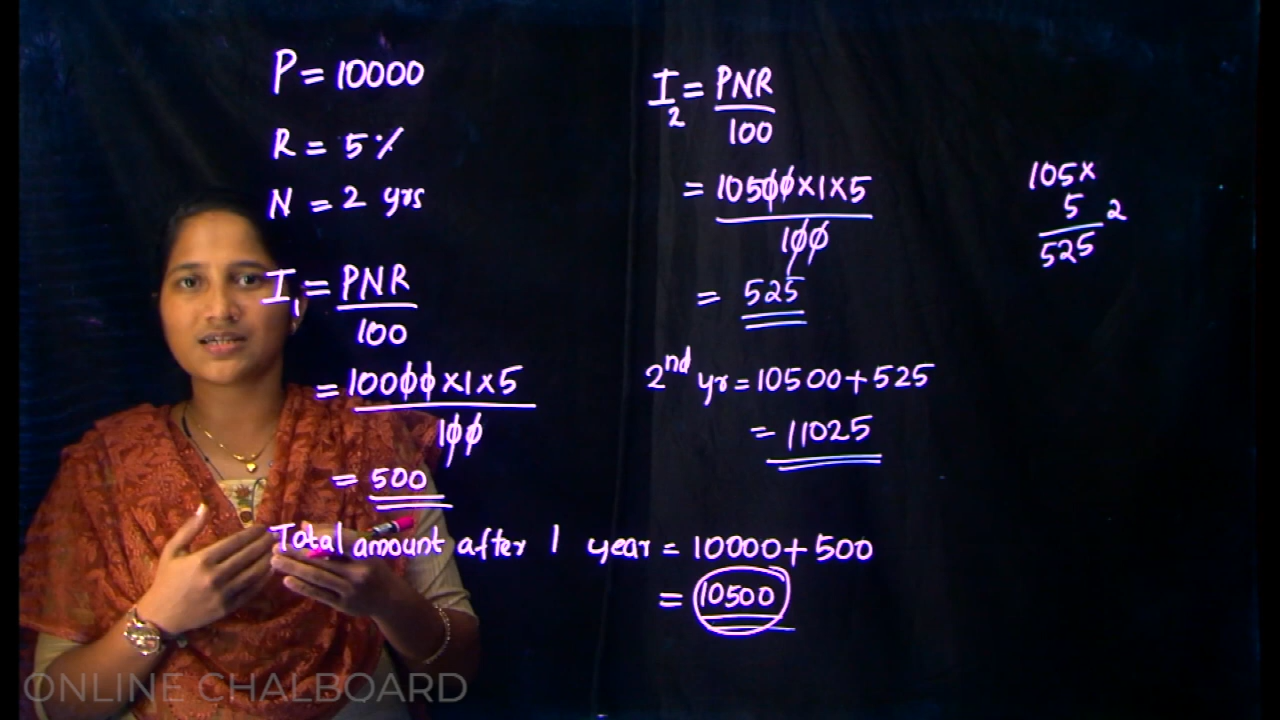 P = 10000
R = 5%
N = 2 yrs
I₁ = PNR
100
= 10000×1×5
100
= 500
I₂ = PNR
100
= 10500×1×5
100
= 525
2nd yr = 10500+525
= 11025
105×
5 2
525
Total amount after 1 year = 10000+500
= 10500
ONLINE CHALBOARD